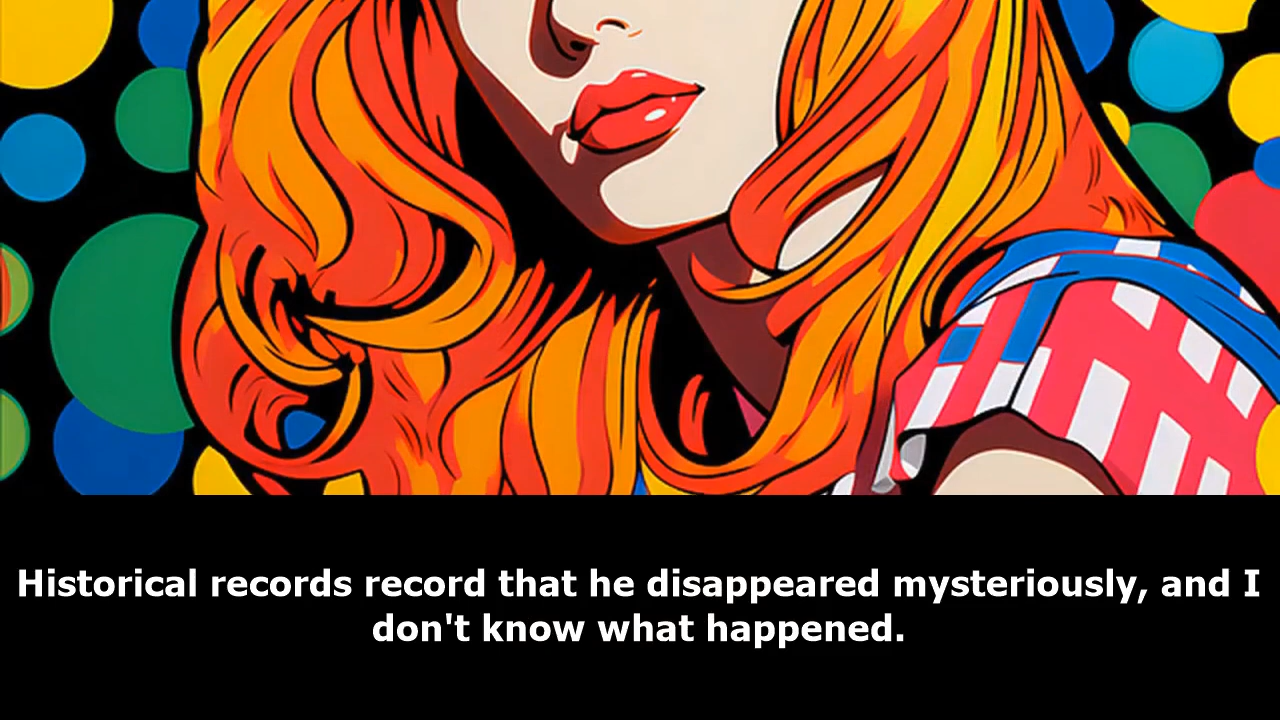 Historical records record that he disappeared mysteriously, and I
don't know what happened.